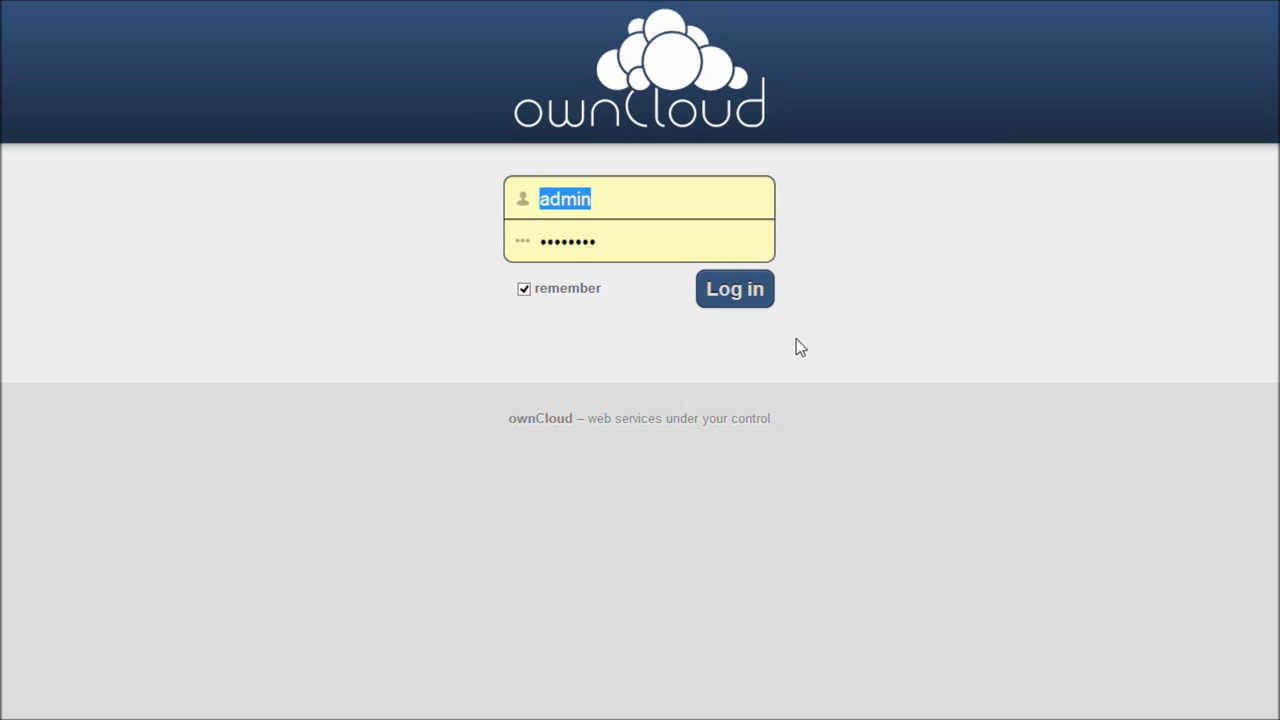 ownCloud
admin
••••••••
remember
Log in
ownCloud – web services under your control